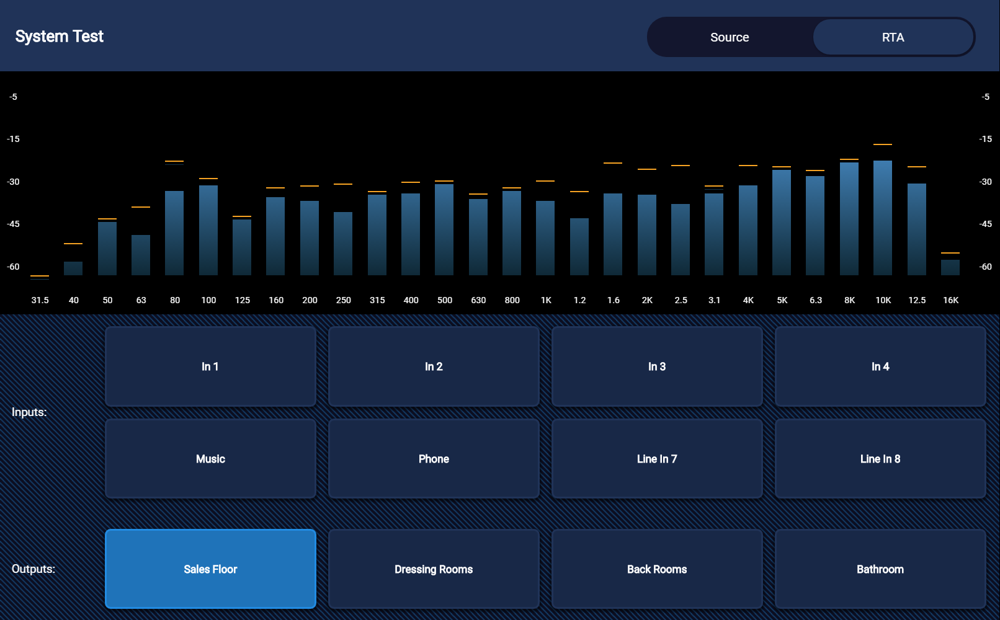 System Test
Source
RTA
-5 -5
-15 -15
-30 -30
-45 -45
-60 -60
31.5 40 50 63 80 100 125 160 200 250 315 400 500 630 800 1K 1.2 1.6 2K 2.5 3.1 4K 5K 6.3 8K 10K 12.5 16K
Inputs:
In 1
In 2
In 3
In 4
Music
Phone
Line In 7
Line In 8
Outputs:
Sales Floor
Dressing Rooms
Back Rooms
Bathroom